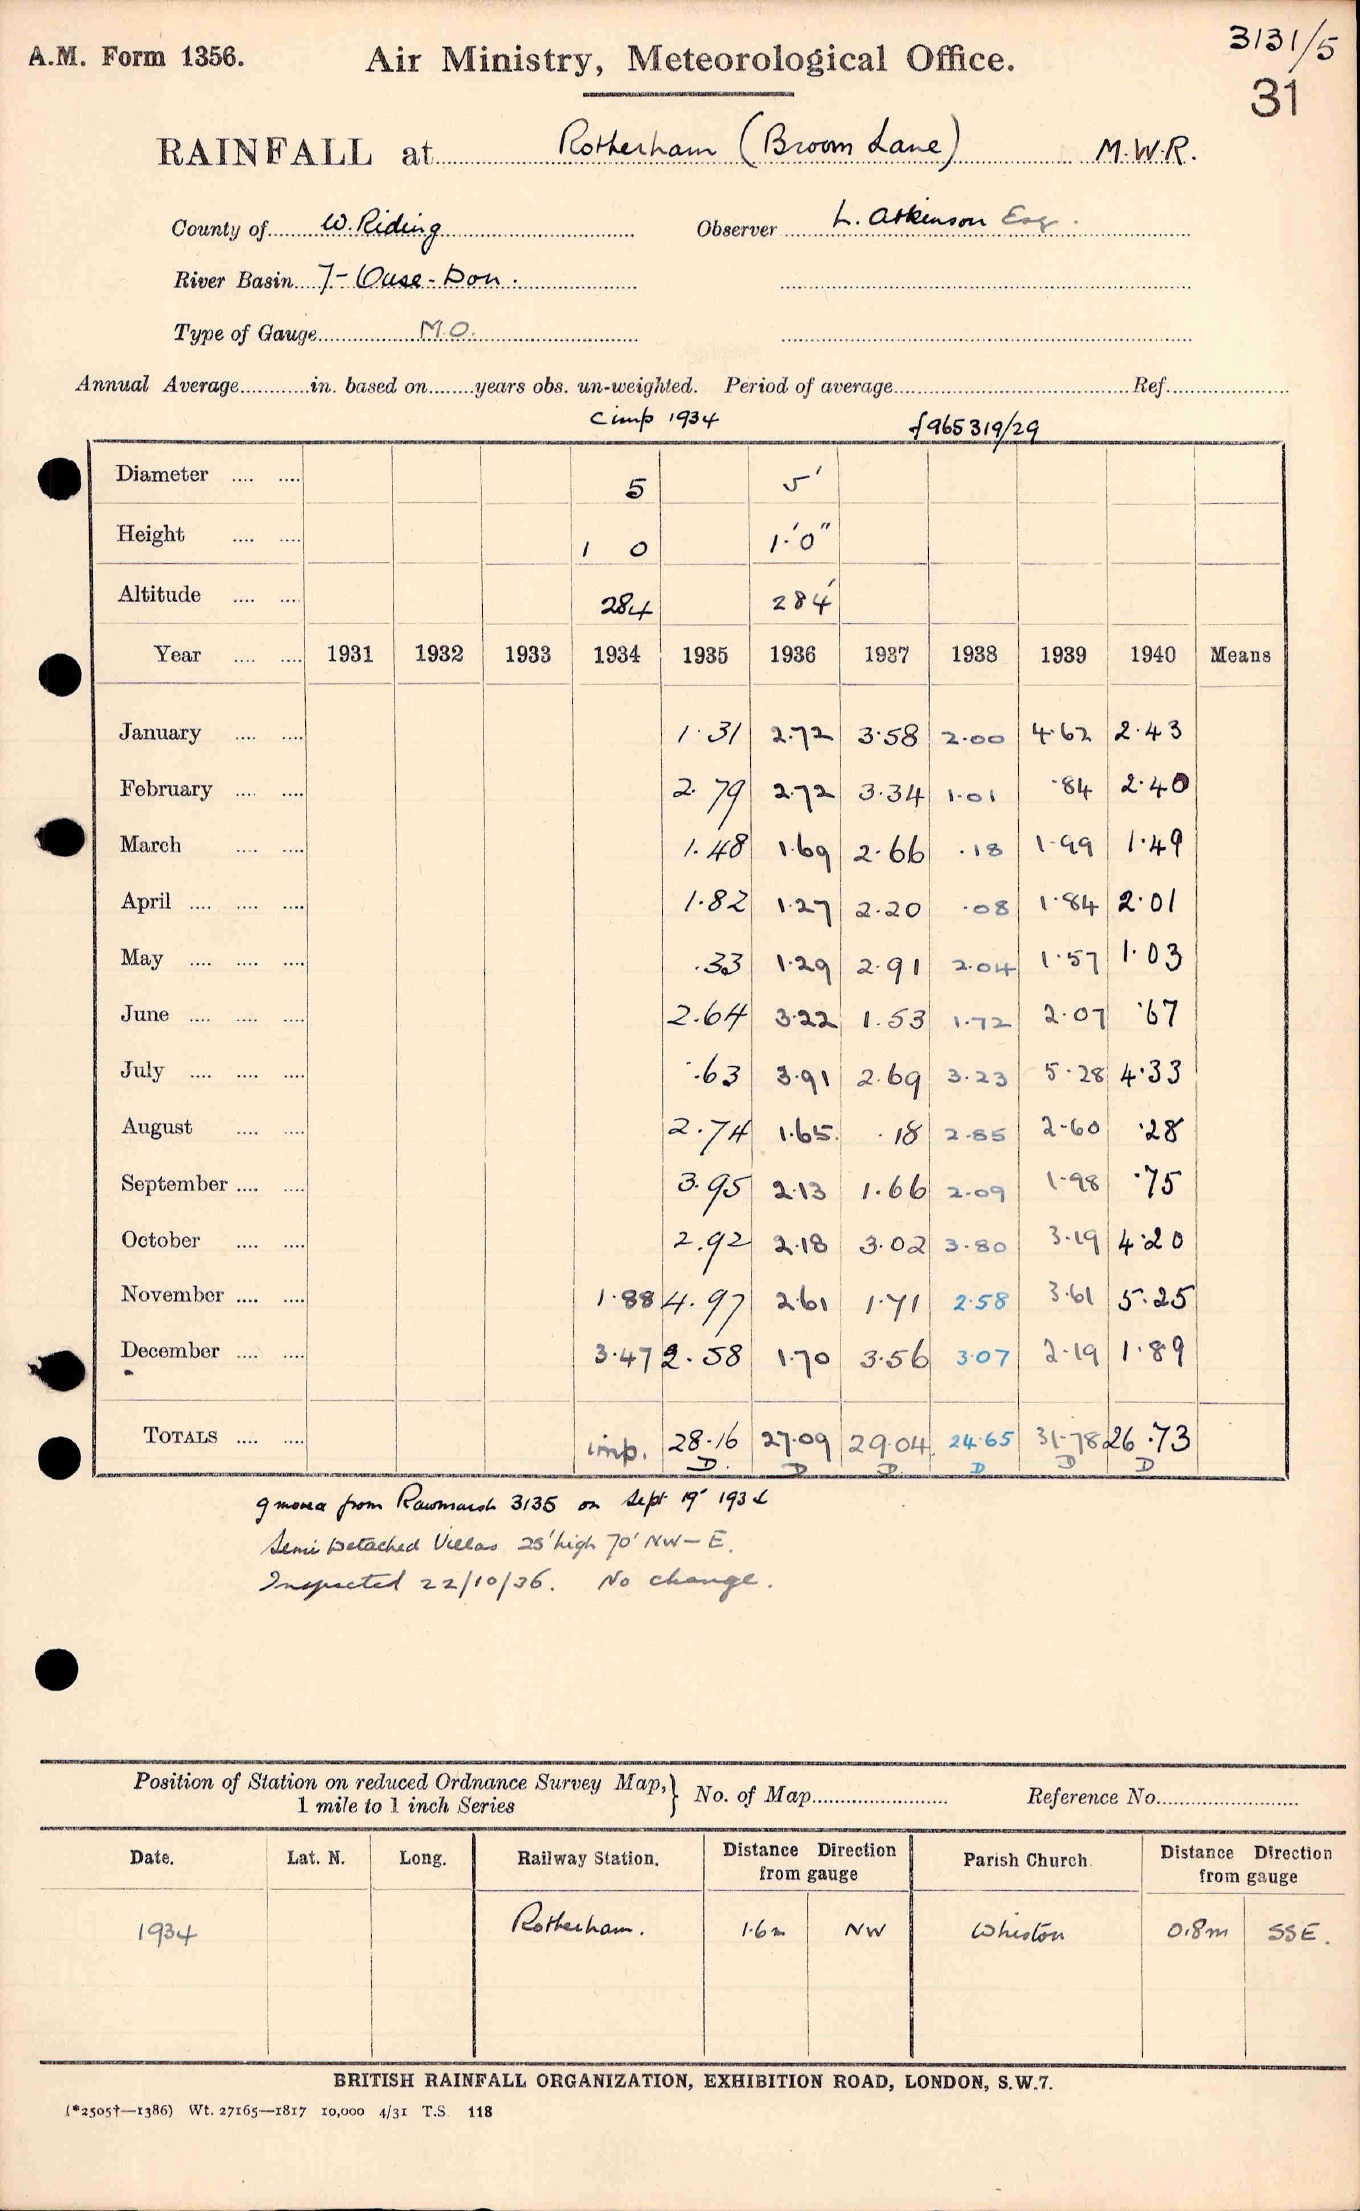 3131/5
A.M. Form 1356. Air Ministry, Meteorological Office.
31
RAINFALL at Rotherham (Broom Lane) M.W.R.
County of W. Riding Observer L. Atkinson Esq.
River Basin 7- Ouse-Don.
Type of Gauge M.O.
Annual Average in. based on years obs. un-weighted. Period of average Ref.
imp 1934 f965319/29
Diameter 5 5'
Height 1 0 1'.0"
Altitude 284 284'
Year 1931 1932 1933 1934 1935 1936 1937 1938 1939 1940 Means
January 1.31 2.72 3.58 2.00 4.62 2.43
February 2.79 2.72 3.34 1.01 .84 2.40
March 1.48 1.69 2.66 .18 1.99 1.49
April 1.82 1.27 2.20 .08 1.84 2.01
May .33 1.29 2.91 2.04 1.57 1.03
June 2.64 3.22 1.53 1.72 2.07 .67
July .63 3.91 2.69 3.23 5.28 4.33
August 2.74 1.65 .18 2.85 2.60 .28
September 3.95 2.13 1.66 2.09 1.98 .75
October 2.92 2.18 3.02 3.80 3.19 4.20
November 1.88 4.97 2.61 1.71 2.58 3.61 5.25
December 3.47 2.58 1.70 3.56 3.07 2.19 1.89
TOTALS imp. 28.16 27.09 29.04 24.65 31.78 26.73
D D D D D D
g moved from Rawmarsh 3135 on Sept 19 1934
Semi Detached Villas 25' high 70' NW-E.
Inspected 22/10/36. No change.
Position of Station on reduced Ordnance Survey Map, } No. of Map Reference No.
1 mile to 1 inch Series
Date. Lat. N. Long. Railway Station. Distance Direction from gauge Parish Church Distance Direction from gauge
1934 Rotherham. 1.6m NW Whiston 0.8m SSE.
BRITISH RAINFALL ORGANIZATION, EXHIBITION ROAD, LONDON, S.W.7.
(*2505†—1386) Wt. 27165—1817 10,000 4/31 T.S. 118